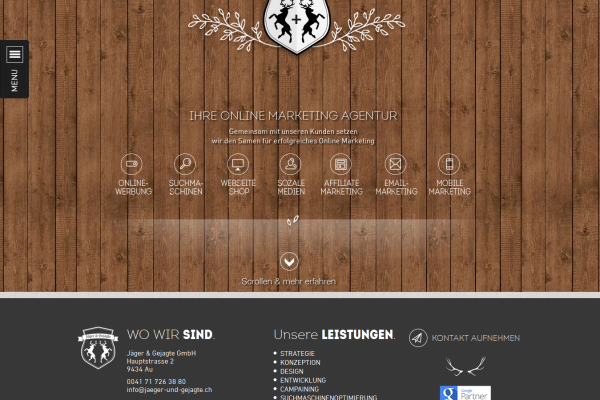 MENU
IHRE ONLINE MARKETING AGENTUR
Gemeinsam mit unseren Kunden setzen
wir den Samen für erfolgreiches Online Marketing
ONLINE-
WERBUNG
SUCHMA-
SCHINEN
WEBSEITE
SHOP
SOZALE
MEDIEN
AFFILIATE
MARKETING
EMAIL-
MARKETING
MOBILE
MARKETING
Scrollen & mehr erfahren
Jäger & Gejagte
WO WIR SIND.
Jäger & Gejagte GmbH
Hauptstrasse 2
9434 Au
0041 71 726 38 80
info@jaeger-und-gejagte.ch
Unsere LEISTUNGEN.
STRATEGIE
KONZEPTION
DESIGN
ENTWICKLUNG
CAMPAINING
SUCHMASCHINENOPTIMIERUNG
KONTAKT AUFNEHMEN
Google
Partner